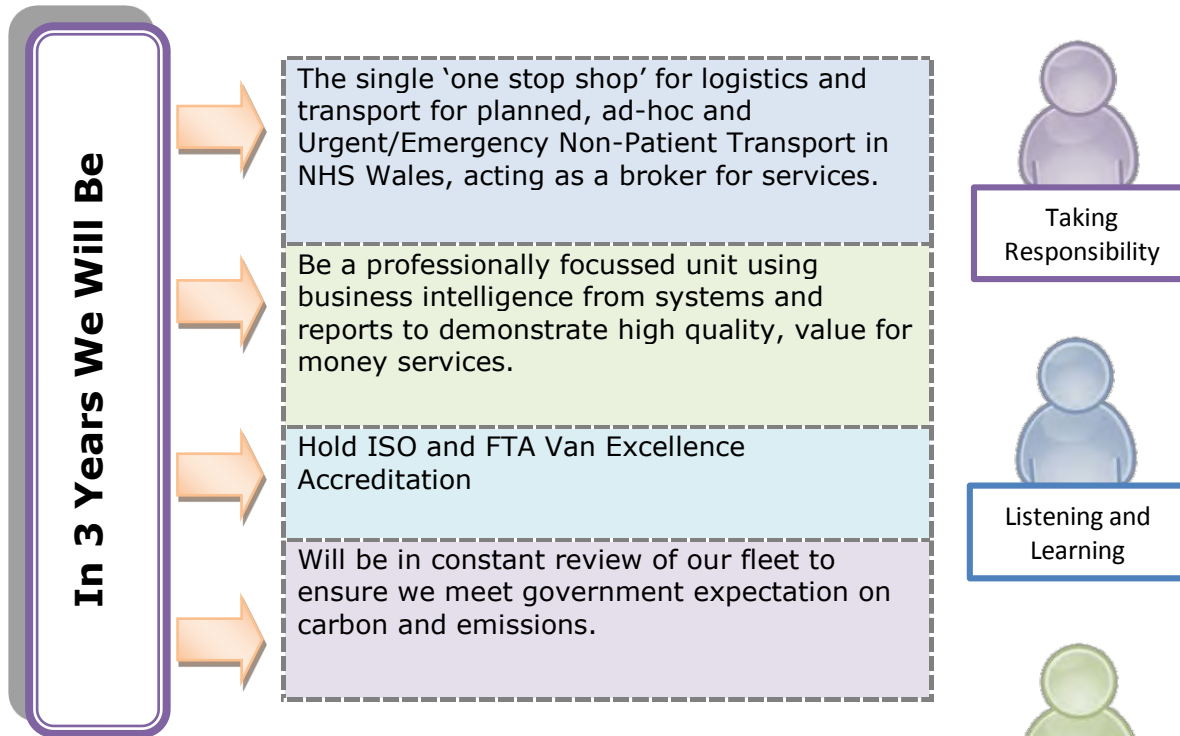 In 3 Years We Will Be
The single ‘one stop shop’ for logistics and
transport for planned, ad-hoc and
Urgent/Emergency Non-Patient Transport in
NHS Wales, acting as a broker for services.
Be a professionally focussed unit using
business intelligence from systems and
reports to demonstrate high quality, value for
money services.
Hold ISO and FTA Van Excellence
Accreditation
Will be in constant review of our fleet to
ensure we meet government expectation on
carbon and emissions.
Taking
Responsibility
Listening and
Learning